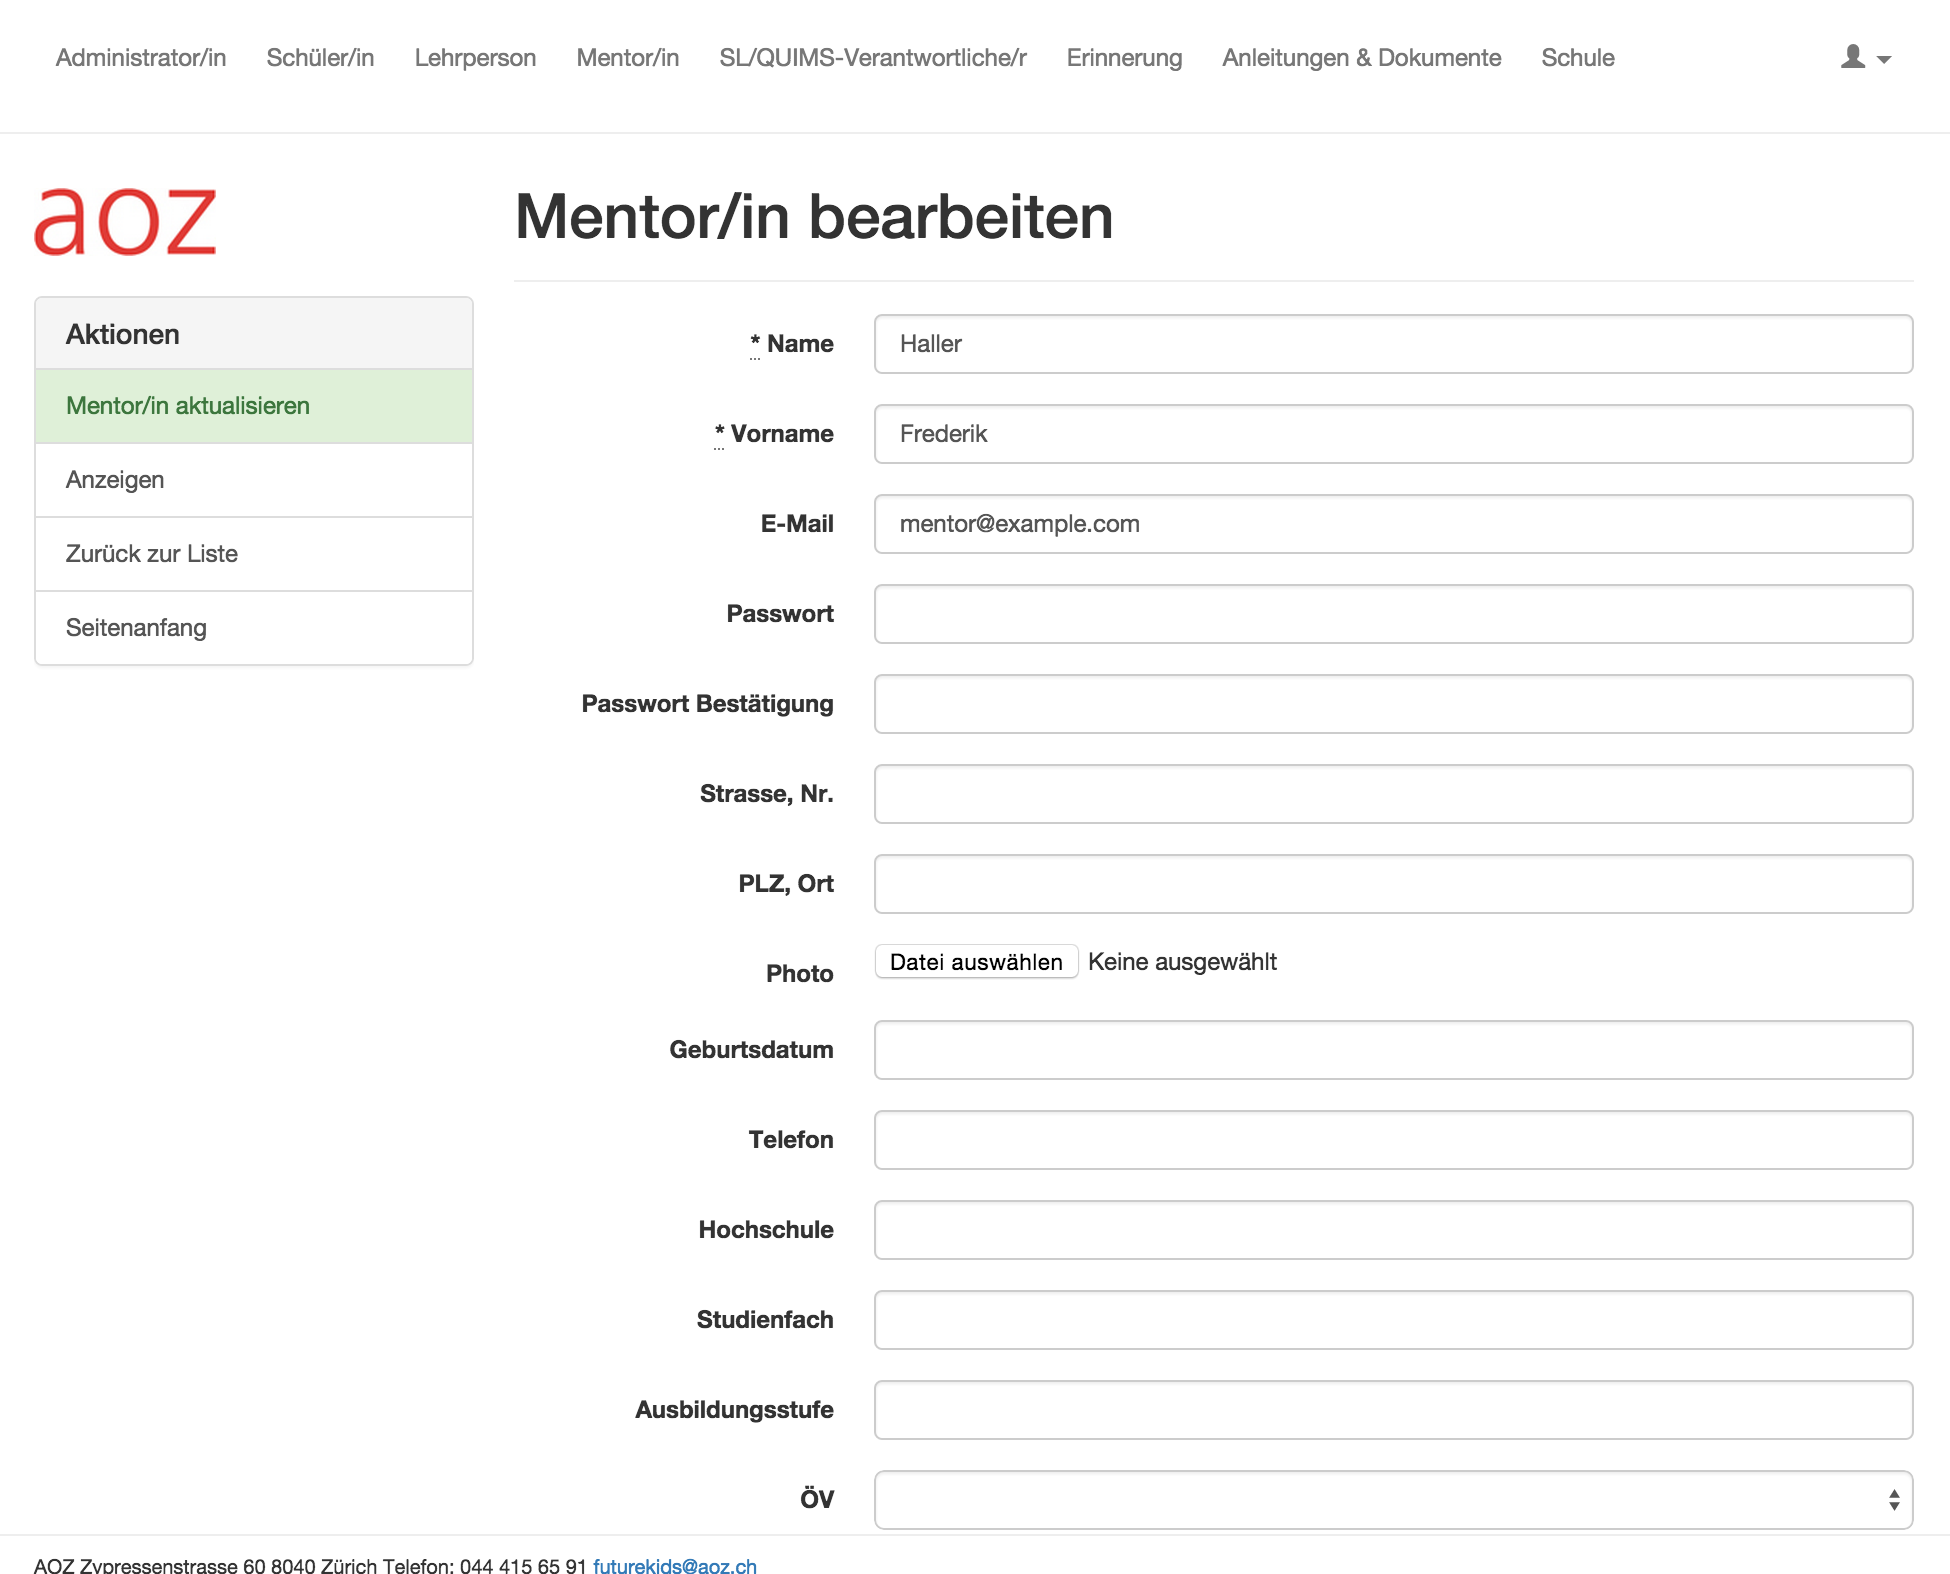 Administrator/in Schüler/in Lehrperson Mentor/in SL/QUIMS-Verantwortliche/r Erinnerung Anleitungen & Dokumente Schule
aoz
Aktionen
Mentor/in aktualisieren
Anzeigen
Zurück zur Liste
Seitenanfang
Mentor/in bearbeiten
* Name Haller
* Vorname Frederik
E-Mail mentor@example.com
Passwort
Passwort Bestätigung
Strasse, Nr.
PLZ, Ort
Photo Datei auswählen Keine ausgewählt
Geburtsdatum
Telefon
Hochschule
Studienfach
Ausbildungsstufe
ÖV
AOZ Zypressenstrasse 60 8040 Zürich Telefon: 044 415 65 91 futurekids@aoz.ch